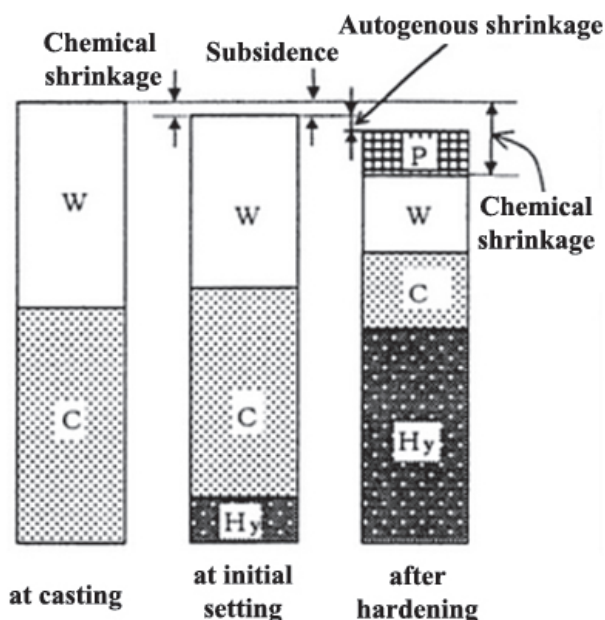 Chemical
shrinkage
Subsidence
Autogenous shrinkage
W
C
W
C
Hy
P
W
C
Hy
Chemical
shrinkage
at casting
at initial
setting
after
hardening